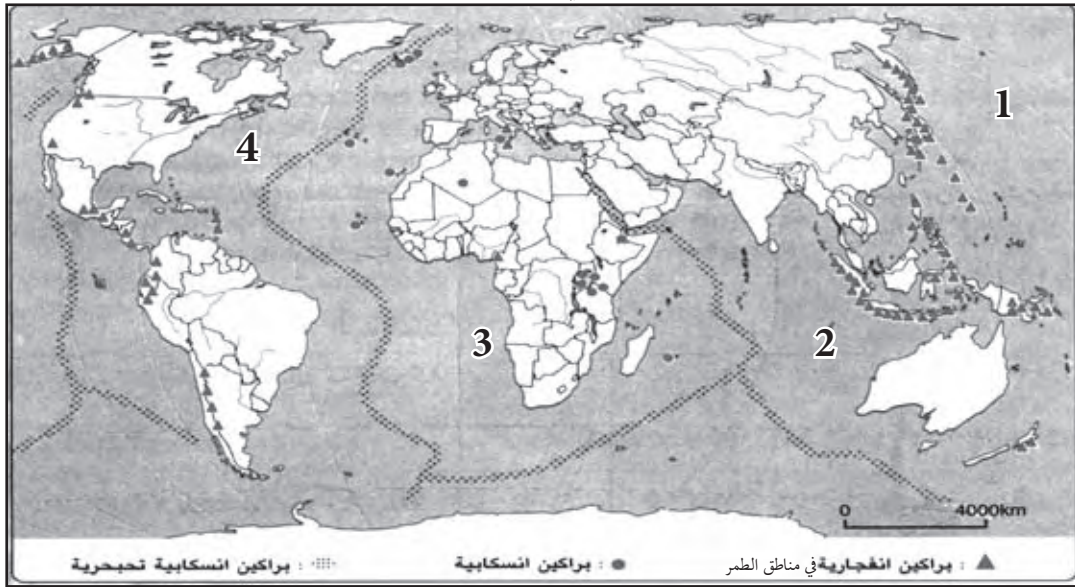 1
4
3
2
0 4000km
▲ : براكين انفجارية في مناطق الطمر
● : براكين انسكابية
: براكين انسكابية تحبحرية